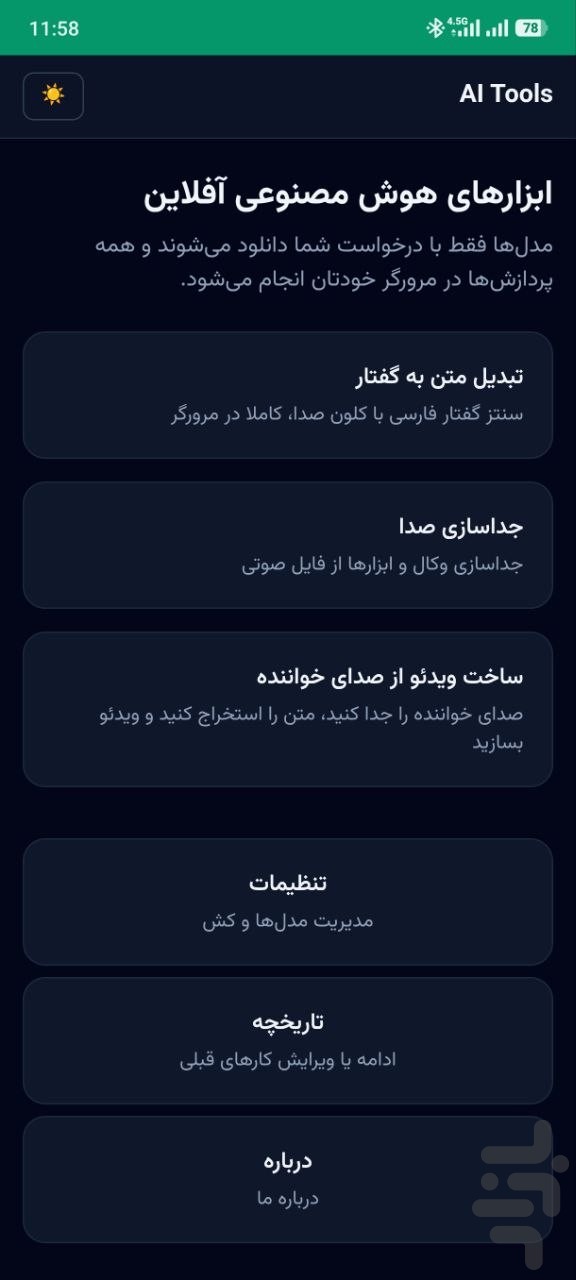 11:58
4.5G
78
AI Tools
ابزارهای هوش مصنوعی آفلاین
مدل‌ها فقط با درخواست شما دانلود می‌شوند و همه
پردازش‌ها در مرورگر خودتان انجام می‌شود.
تبدیل متن به گفتار
سنتز گفتار فارسی با کلون صدا، کاملا در مرورگر
جداسازی صدا
جداسازی وکال و ابزارها از فایل صوتی
ساخت ویدئو از صدای خواننده
صدای خواننده را جدا کنید، متن را استخراج کنید و ویدئو
بسازید
تنظیمات
مدیریت مدل‌ها و کش
تاریخچه
ادامه یا ویرایش کارهای قبلی
درباره
درباره ما